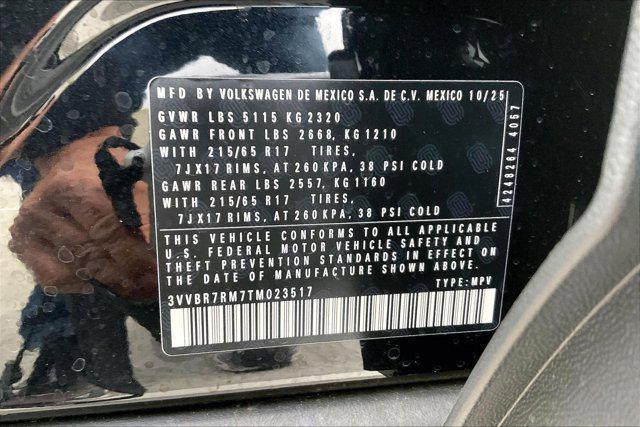 MFD BY VOLKSWAGEN DE MEXICO S.A. DE C.V. MEXICO 10/25
GVWR LBS 5115 KG 2320
GAWR FRONT LBS 2668, KG 1210
WITH 215/65 R17 TIRES,
7JX17 RIMS, AT 260 KPA, 38 PSI COLD
GAWR REAR LBS 2557, KG 1160
WITH 215/65 R17 TIRES,
7JX17 RIMS, AT 260 KPA, 38 PSI COLD
THIS VEHICLE CONFORMS TO ALL APPLICABLE
U.S. FEDERAL MOTOR VEHICLE SAFETY AND
THEFT PREVENTION STANDARDS IN EFFECT ON
THE DATE OF MANUFACTURE SHOWN ABOVE.
3VVBR7RM7TM023517 TYPE: MPV
4248264 4057